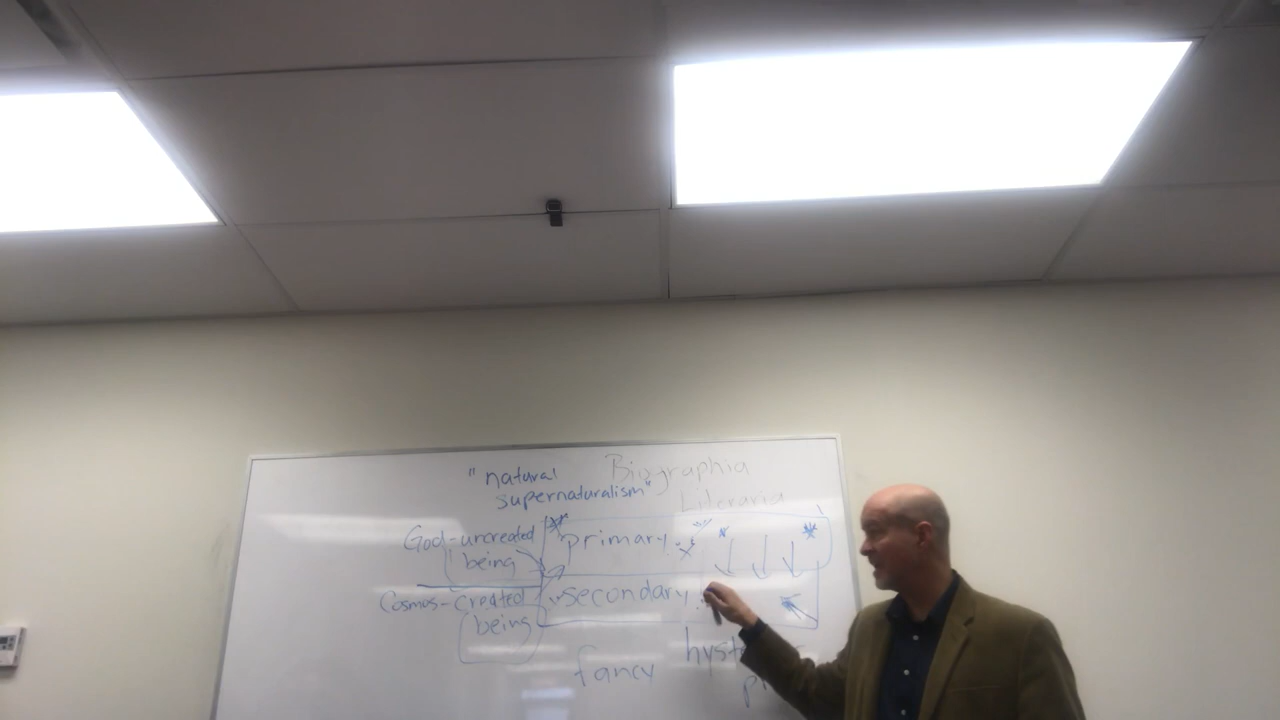 "natural
supernaturalism"
Biographia
Literaria
God-uncreated
being
primary
Cosmos-created
being
secondary
fancy